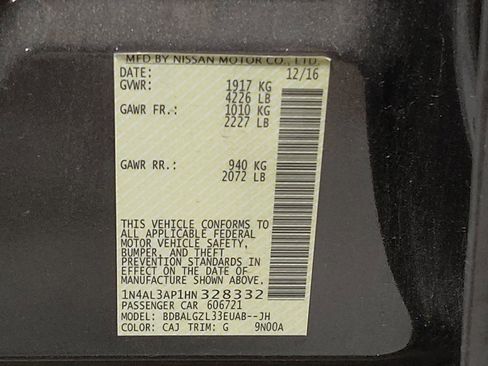 MFD BY NISSAN MOTOR CO., LTD.
DATE: 12/16
GVWR: 1917 KG
4226 LB
GAWR FR.: 1010 KG
2227 LB
GAWR RR.: 940 KG
2072 LB
THIS VEHICLE CONFORMS TO
ALL APPLICABLE FEDERAL
MOTOR VEHICLE SAFETY,
BUMPER, AND THEFT
PREVENTION STANDARDS IN
EFFECT ON THE DATE OF
MANUFACTURE SHOWN ABOVE.
1N4AL3AP1HN328332
PASSENGER CAR 606721
MODEL: BDBALGZL33EUAB--JH
COLOR: CAJ TRIM: G 9N00A